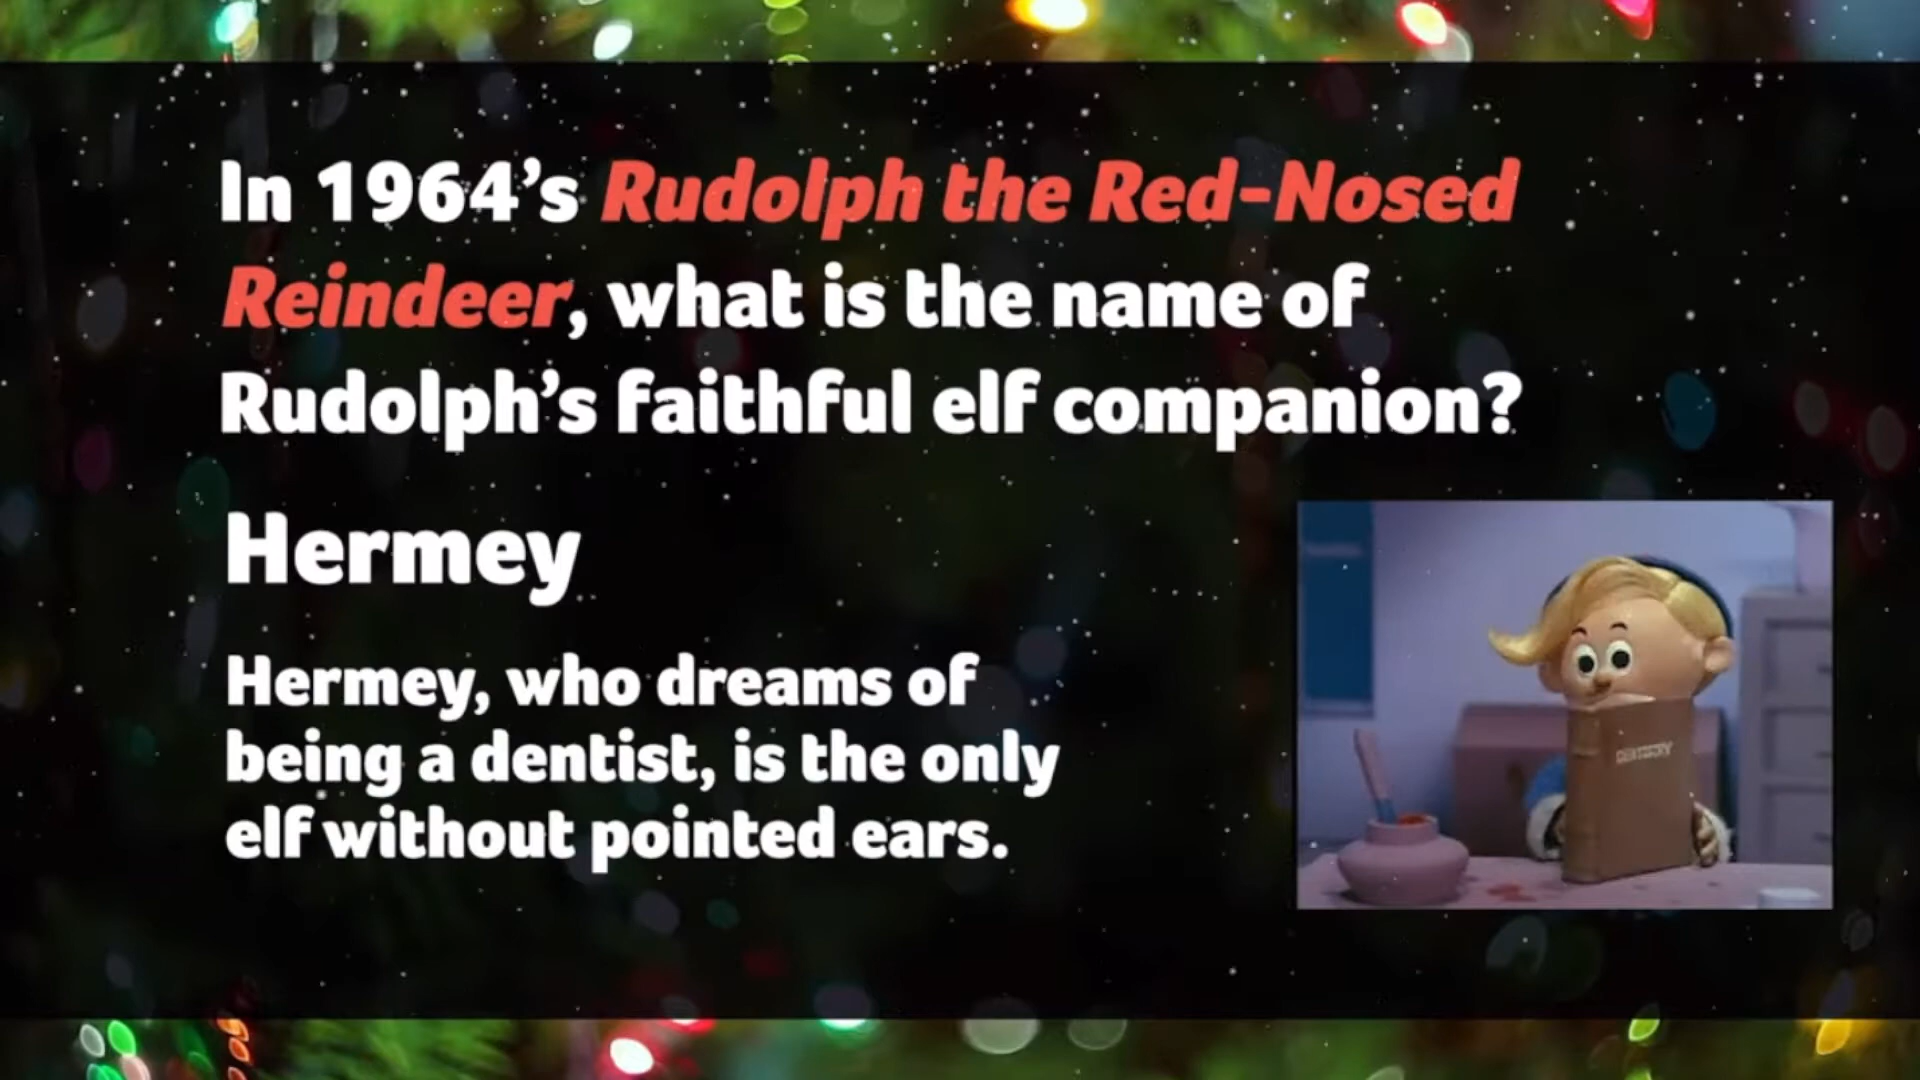 In 1964’s Rudolph the Red-Nosed
Reindeer, what is the name of
Rudolph’s faithful elf companion?
Hermey
Hermey, who dreams of
being a dentist, is the only
elf without pointed ears.
DENTISTRY